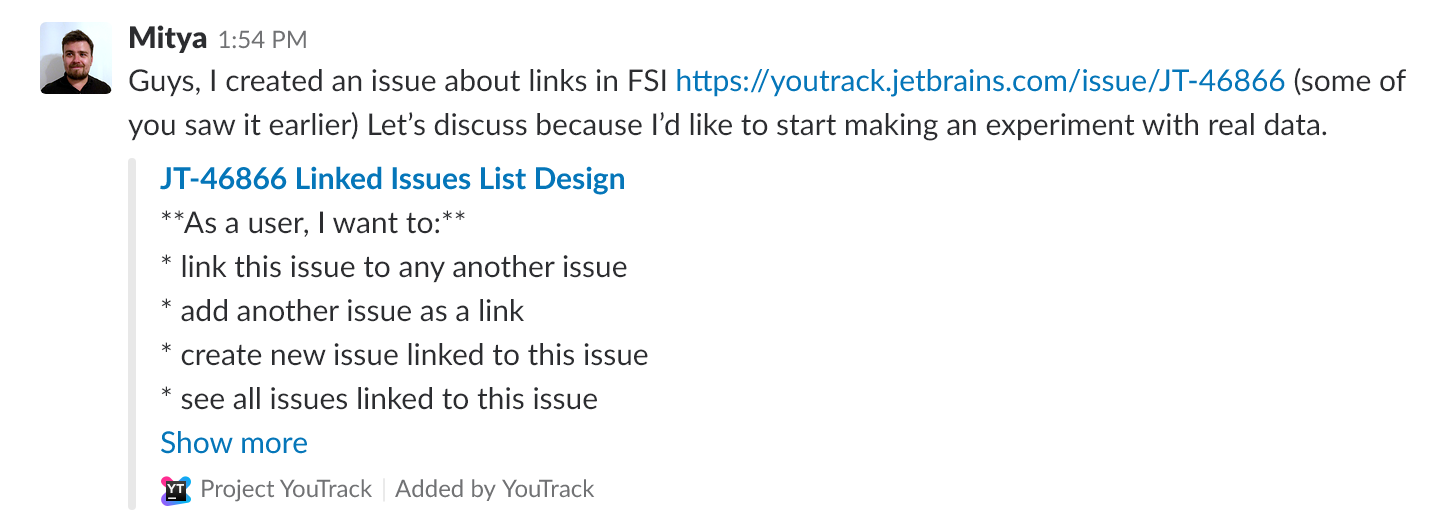 Mitya 1:54 PM
Guys, I created an issue about links in FSI https://youtrack.jetbrains.com/issue/JT-46866 (some of
you saw it earlier) Let’s discuss because I’d like to start making an experiment with real data.
JT-46866 Linked Issues List Design
**As a user, I want to:**
* link this issue to any another issue
* add another issue as a link
* create new issue linked to this issue
* see all issues linked to this issue
Show more
YT Project YouTrack | Added by YouTrack